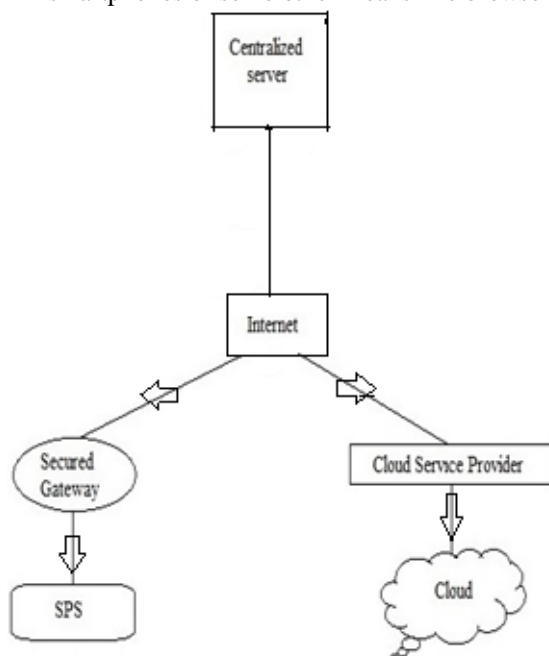 Centralized
server
Internet
Secured
Gateway
Cloud Service Provider
SPS
Cloud